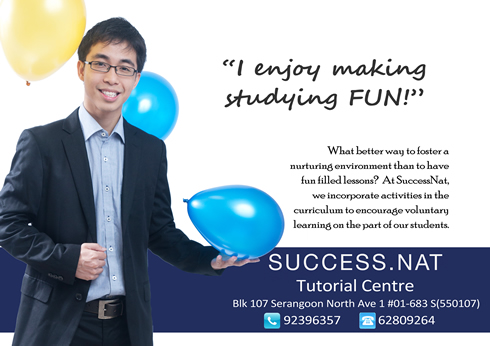 “I enjoy making
studying FUN!”
What better way to foster a
nurturing environment than to have
fun filled lessons? At SuccessNat,
we incorporate activities in the
curriculum to encourage voluntary
learning on the part of our students.
SUCCESS.NAT
Tutorial Centre
Blk 107 Serangoon North Ave 1 #01-683 S(550107)
92396357 62809264